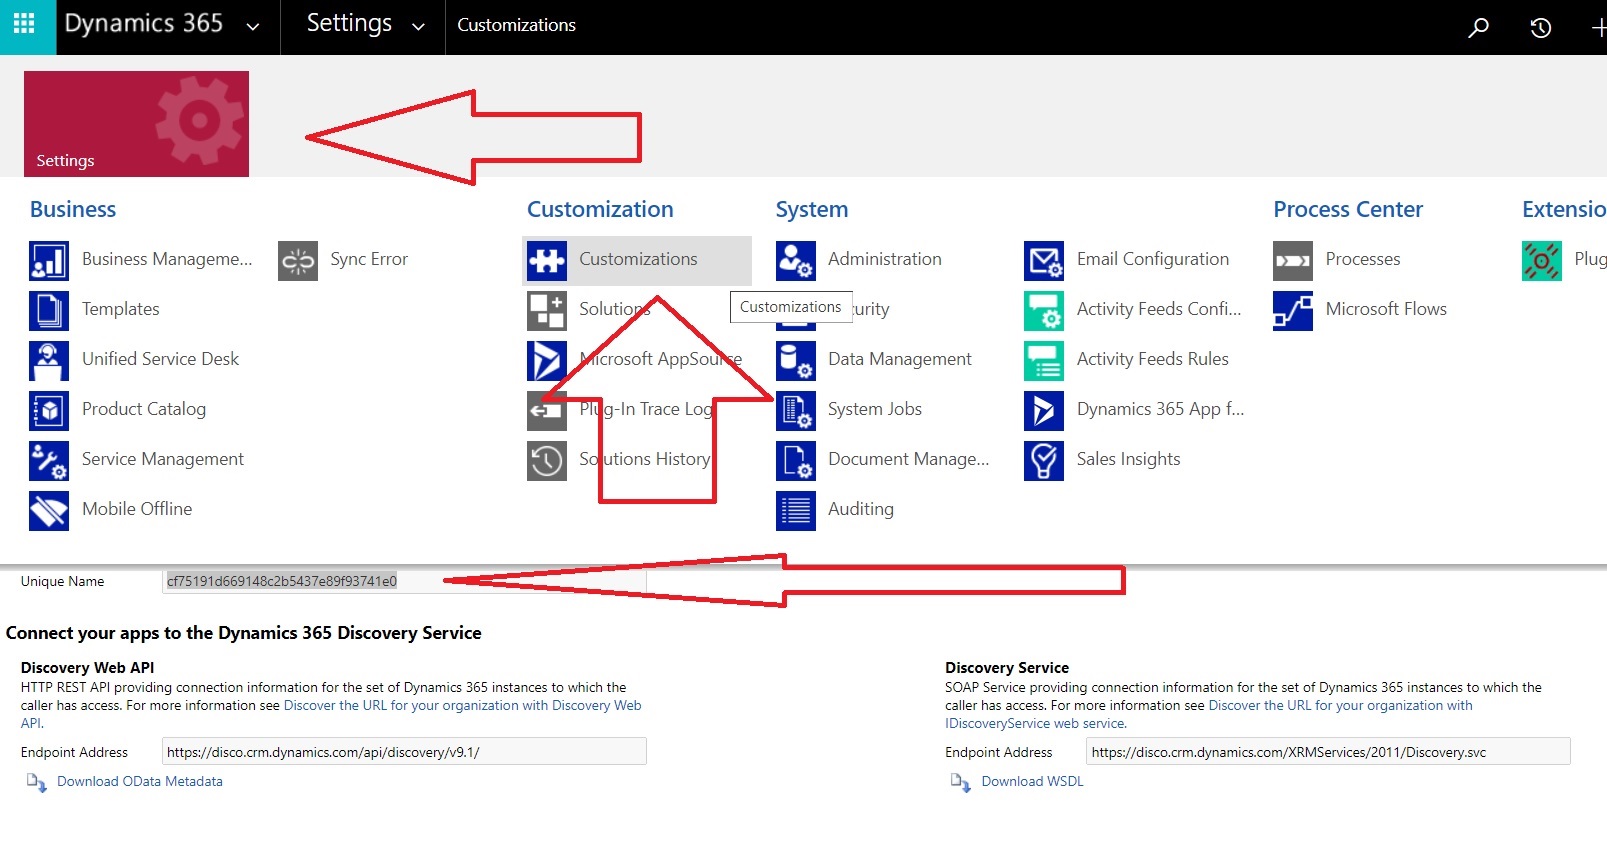 Dynamics 365 Settings Customizations
Settings
Business Customization System Process Center Extensio
Business Manageme... Sync Error Customizations Administration Email Configuration Processes Plug
Templates Solutions Customizations curity Activity Feeds Confi... Microsoft Flows
Unified Service Desk Microsoft AppSource Data Management Activity Feeds Rules
Product Catalog Plug-In Trace Log System Jobs Dynamics 365 App f...
Service Management Solutions History Document Manage... Sales Insights
Mobile Offline Auditing
Unique Name cf75191d669148c2b5437e89f93741e0
Connect your apps to the Dynamics 365 Discovery Service
Discovery Web API
HTTP REST API providing connection information for the set of Dynamics 365 instances to which the
caller has access. For more information see Discover the URL for your organization with Discovery Web
API.
Endpoint Address https://disco.crm.dynamics.com/api/discovery/v9.1/
Download OData Metadata
Discovery Service
SOAP Service providing connection information for the set of Dynamics 365 instances to which the
caller has access. For more information see Discover the URL for your organization with
IDiscoveryService web service.
Endpoint Address https://disco.crm.dynamics.com/XRMServices/2011/Discovery.svc
Download WSDL